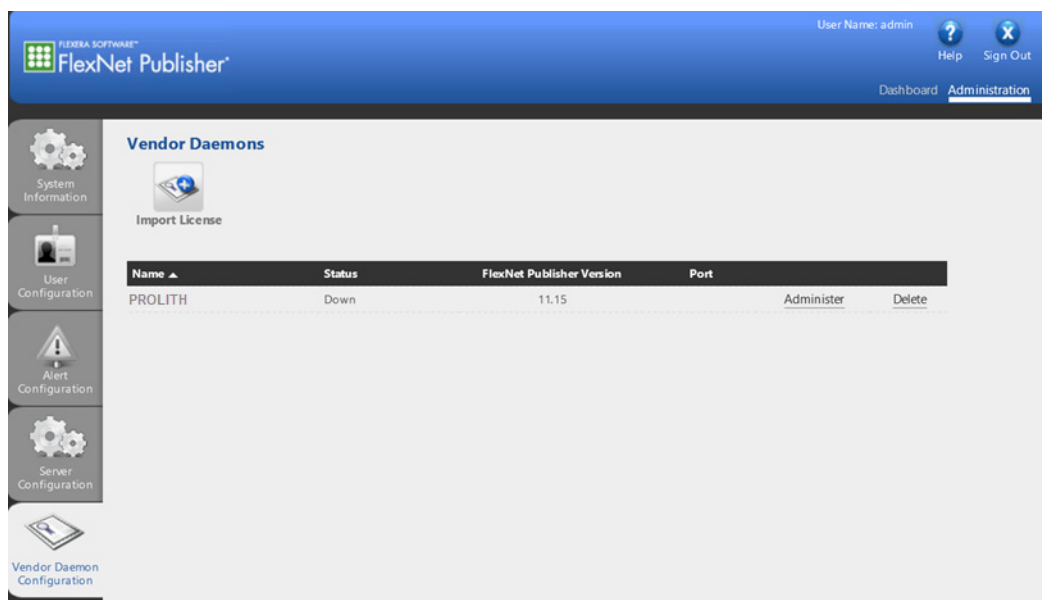 User Name: admin
FLEXERA SOFTWARE™
FlexNet Publisher®
Help
Sign Out
Dashboard
Administration
System
Information
User
Configuration
Alert
Configuration
Server
Configuration
Vendor Daemon
Configuration
Vendor Daemons
Import License
Name ▲ Status FlexNet Publisher Version Port
PROLITH Down 11.15 Administer Delete